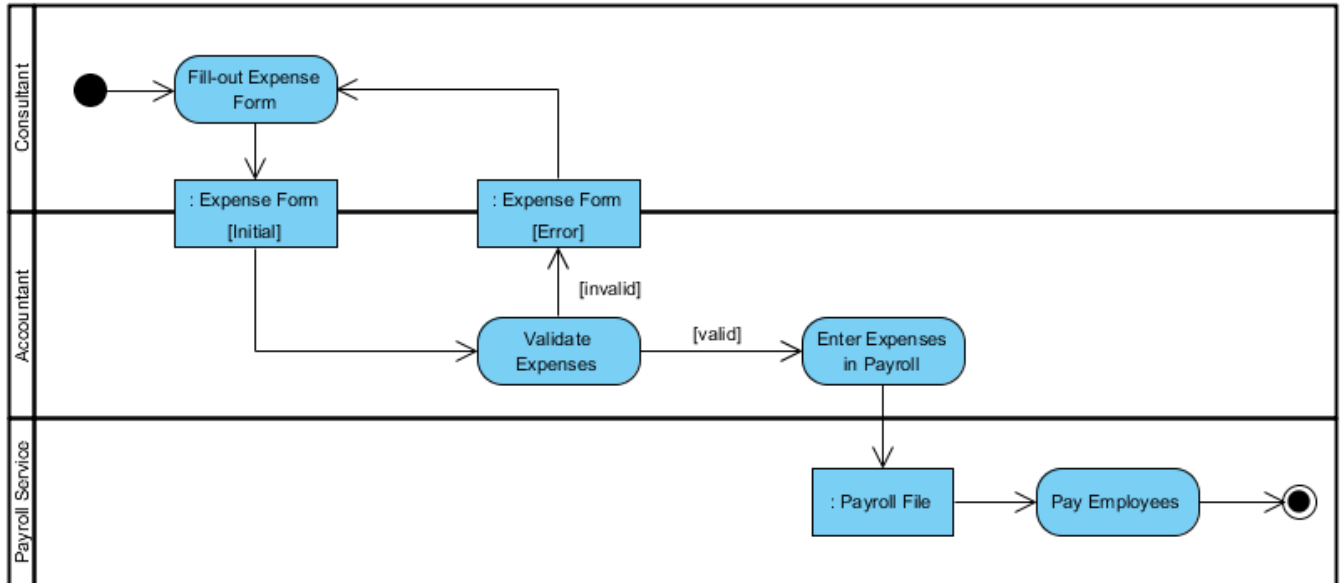 Consultant
Fill-out Expense
Form
: Expense Form
[Initial]
: Expense Form
[Error]
Accountant
[invalid]
Validate
Expenses
[valid]
Enter Expenses
in Payroll
Payroll Service
: Payroll File
Pay Employees